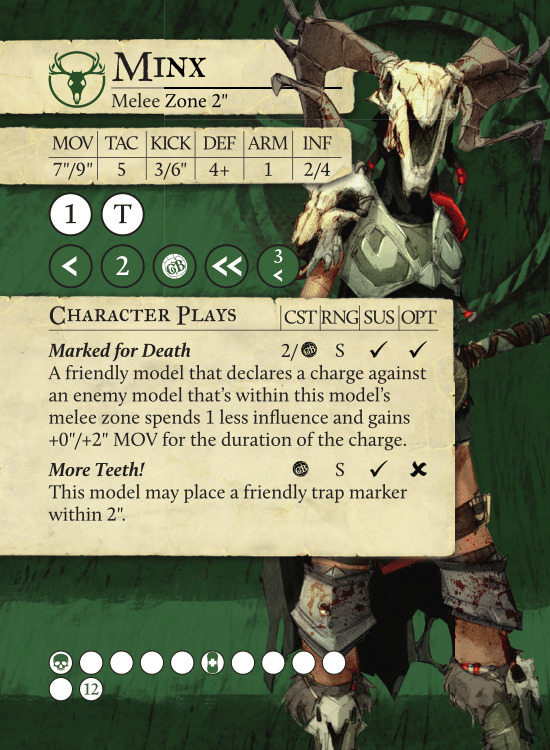 Minx
Melee Zone 2"
MOV TAC KICK DEF ARM INF
7"/9" 5 3/6" 4+ 1 2/4
1 T
< 2 GB << 3 <
Character Plays CST RNG SUS OPT
Marked for Death 2/GB S ✓ ✓
A friendly model that declares a charge against
an enemy model that's within this model's
melee zone spends 1 less influence and gains
+0"/+2" MOV for the duration of the charge.
More Teeth! GB S ✓ ✘
This model may place a friendly trap marker
within 2".
12